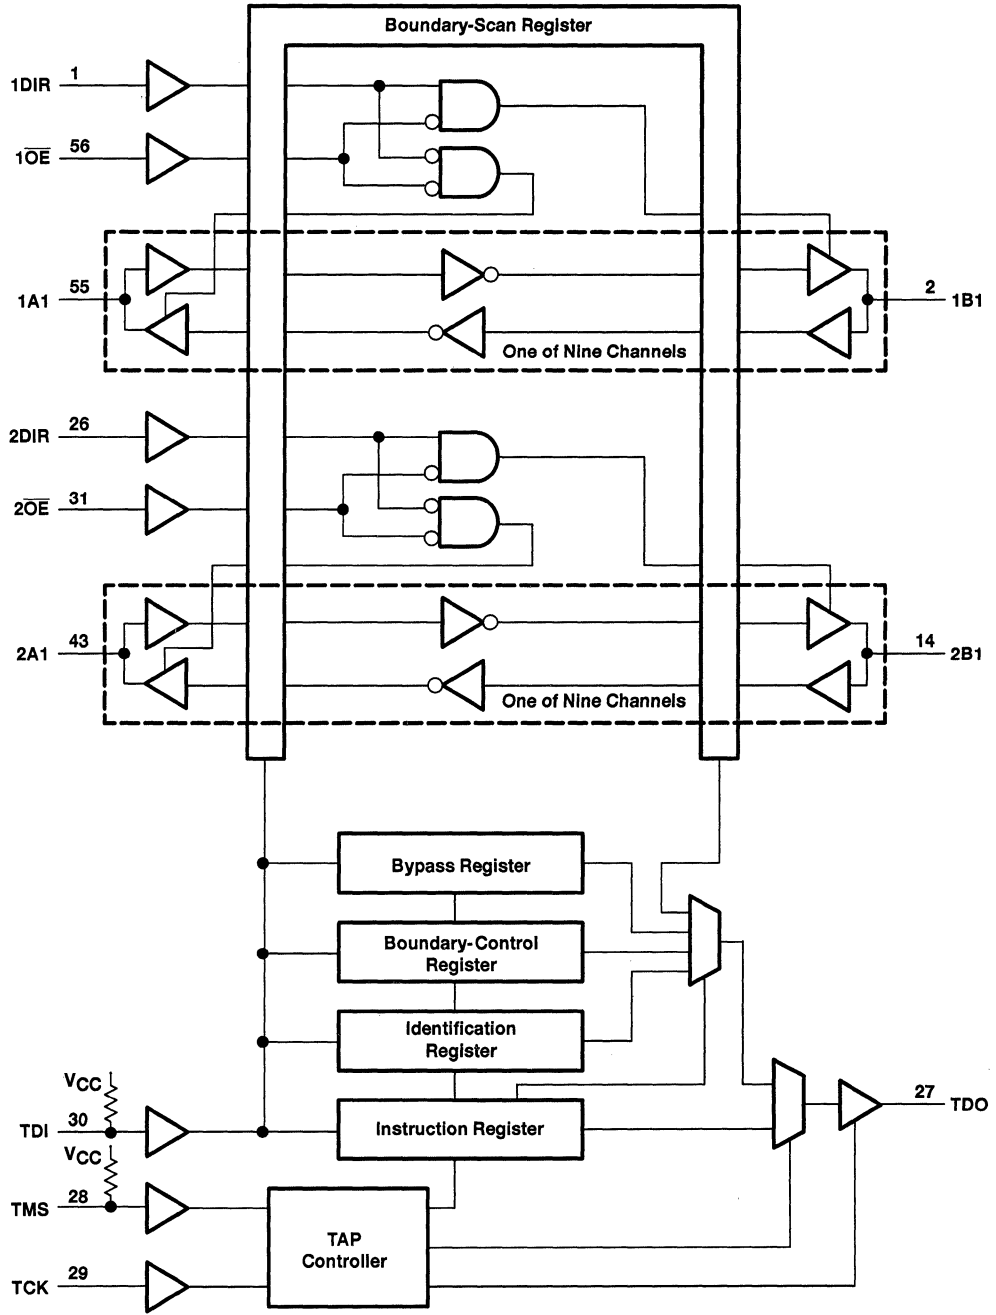 Boundary-Scan Register
1DIR 1
1O̅E̅ 56
1A1 55
2 1B1
One of Nine Channels
2DIR 26
2O̅E̅ 31
2A1 43
14 2B1
One of Nine Channels
Bypass Register
Boundary-Control
Register
Identification
Register
VCC
TDI 30
Instruction Register
27 TDO
VCC
TMS 28
TAP
Controller
TCK 29